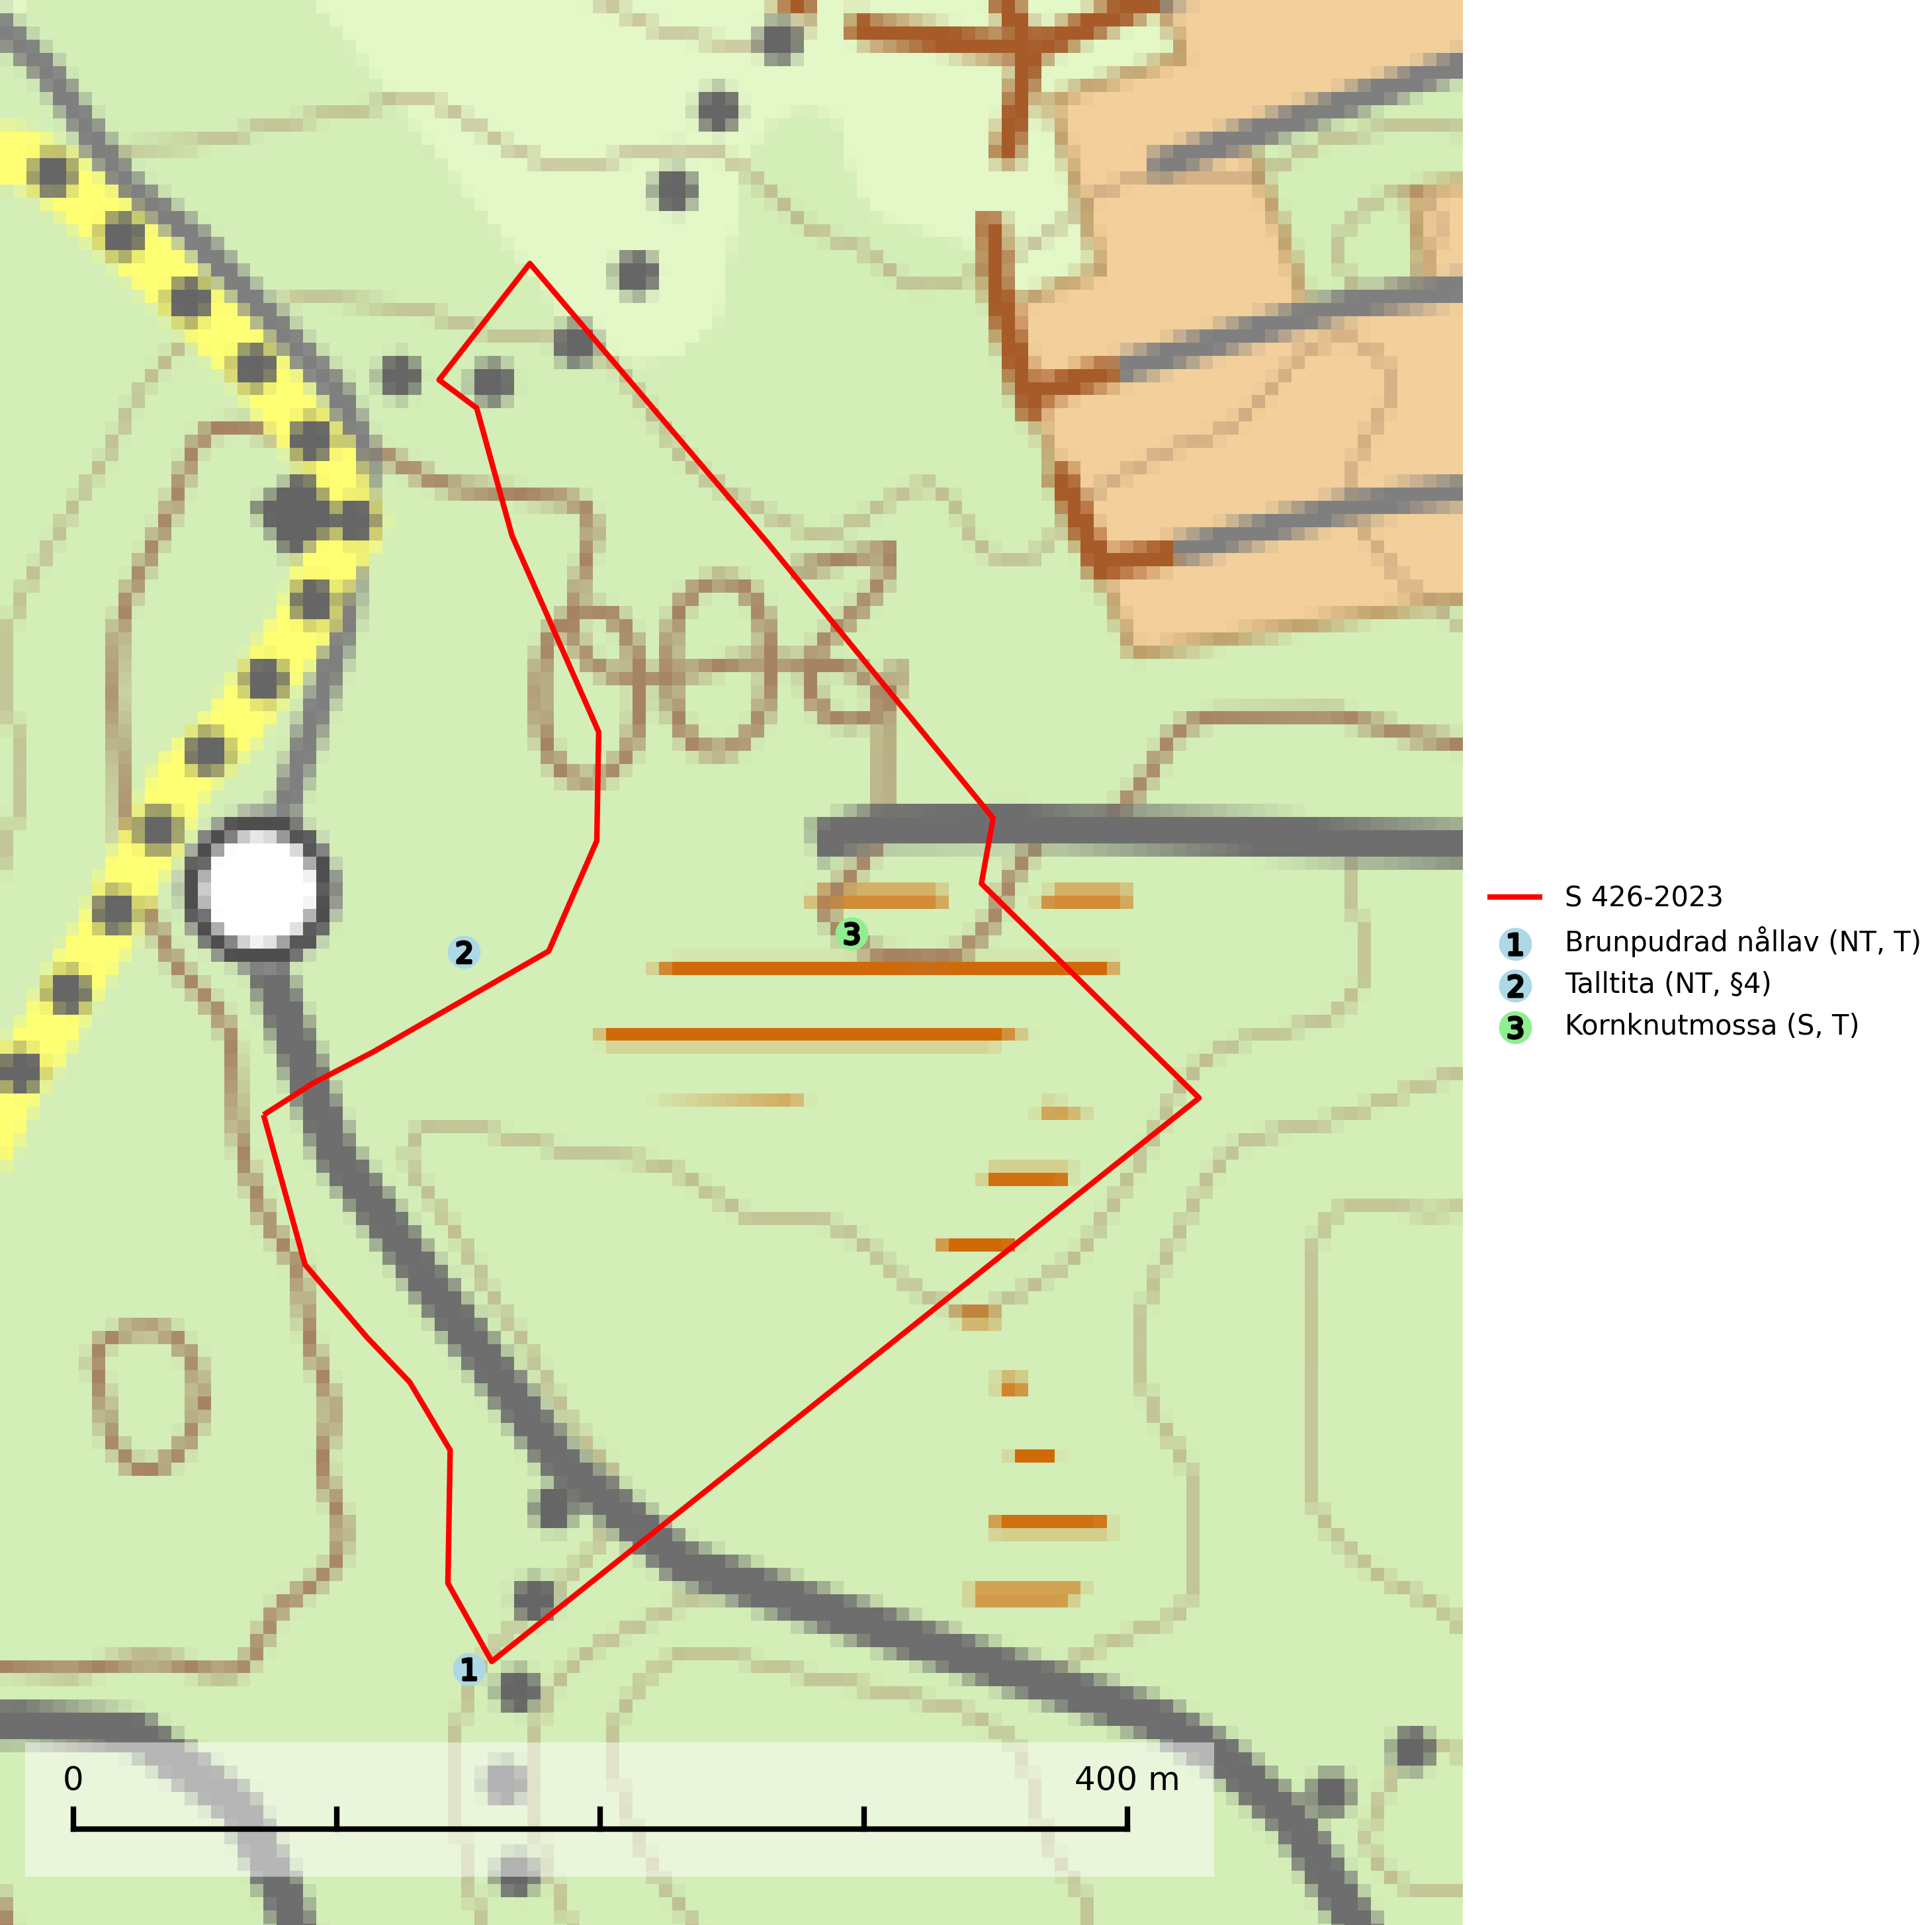 2
3
1
0
400 m
S 426-2023
1 Brunpudrad nållav (NT, T)
2 Talltita (NT, §4)
3 Kornknutmossa (S, T)